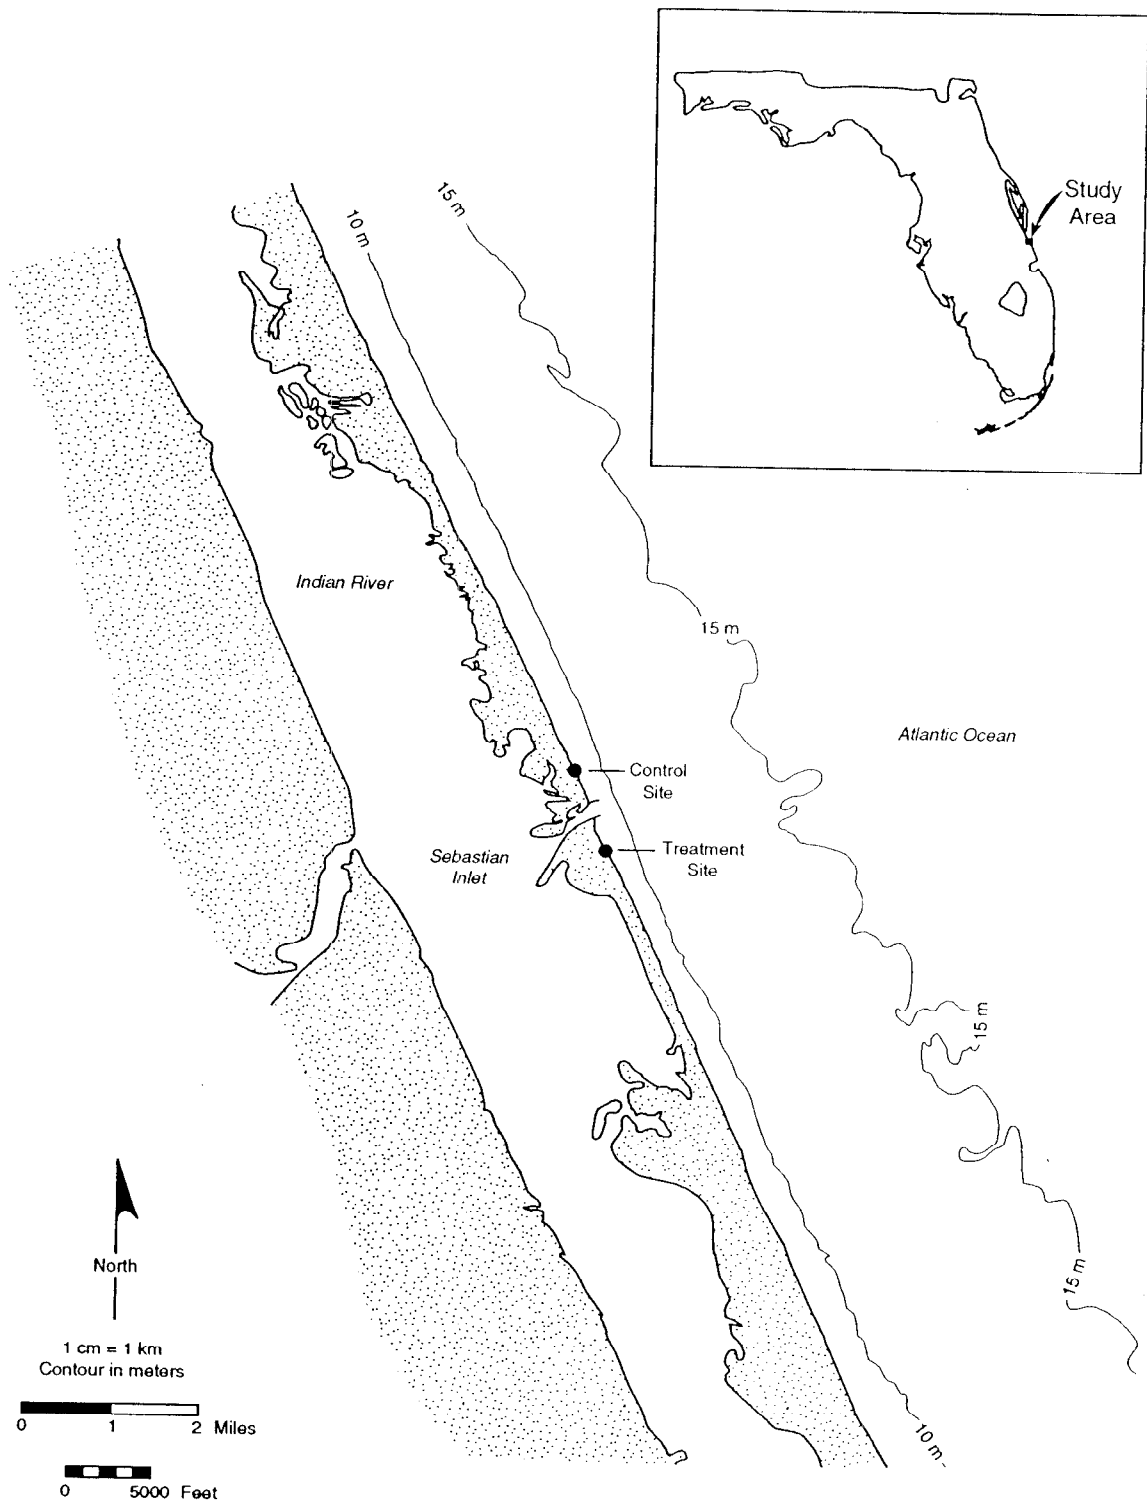 Study
Area
15 m
10 m
Indian River
15 m
Atlantic Ocean
Control
Site
Sebastian
Inlet
Treatment
Site
15 m
North
15 m
1 cm = 1 km
Contour in meters
0 1 2 Miles
10 m
0 5000 Feet